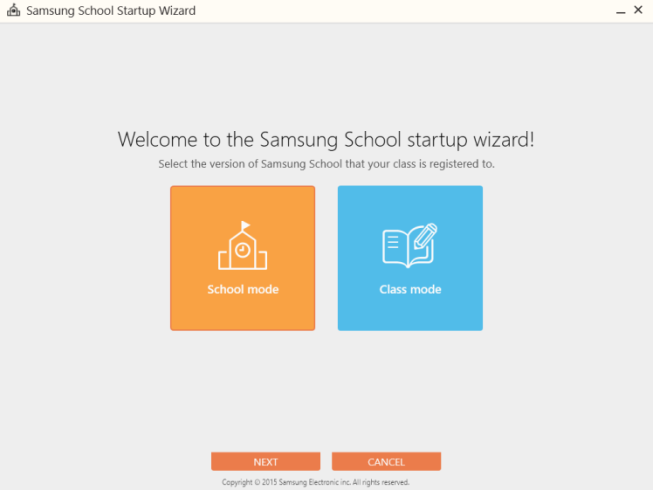 Samsung School Startup Wizard
Welcome to the Samsung School startup wizard!
Select the version of Samsung School that your class is registered to.
School mode
Class mode
NEXT
CANCEL
Copyright © 2015 Samsung Electronic inc. All rights reserved.